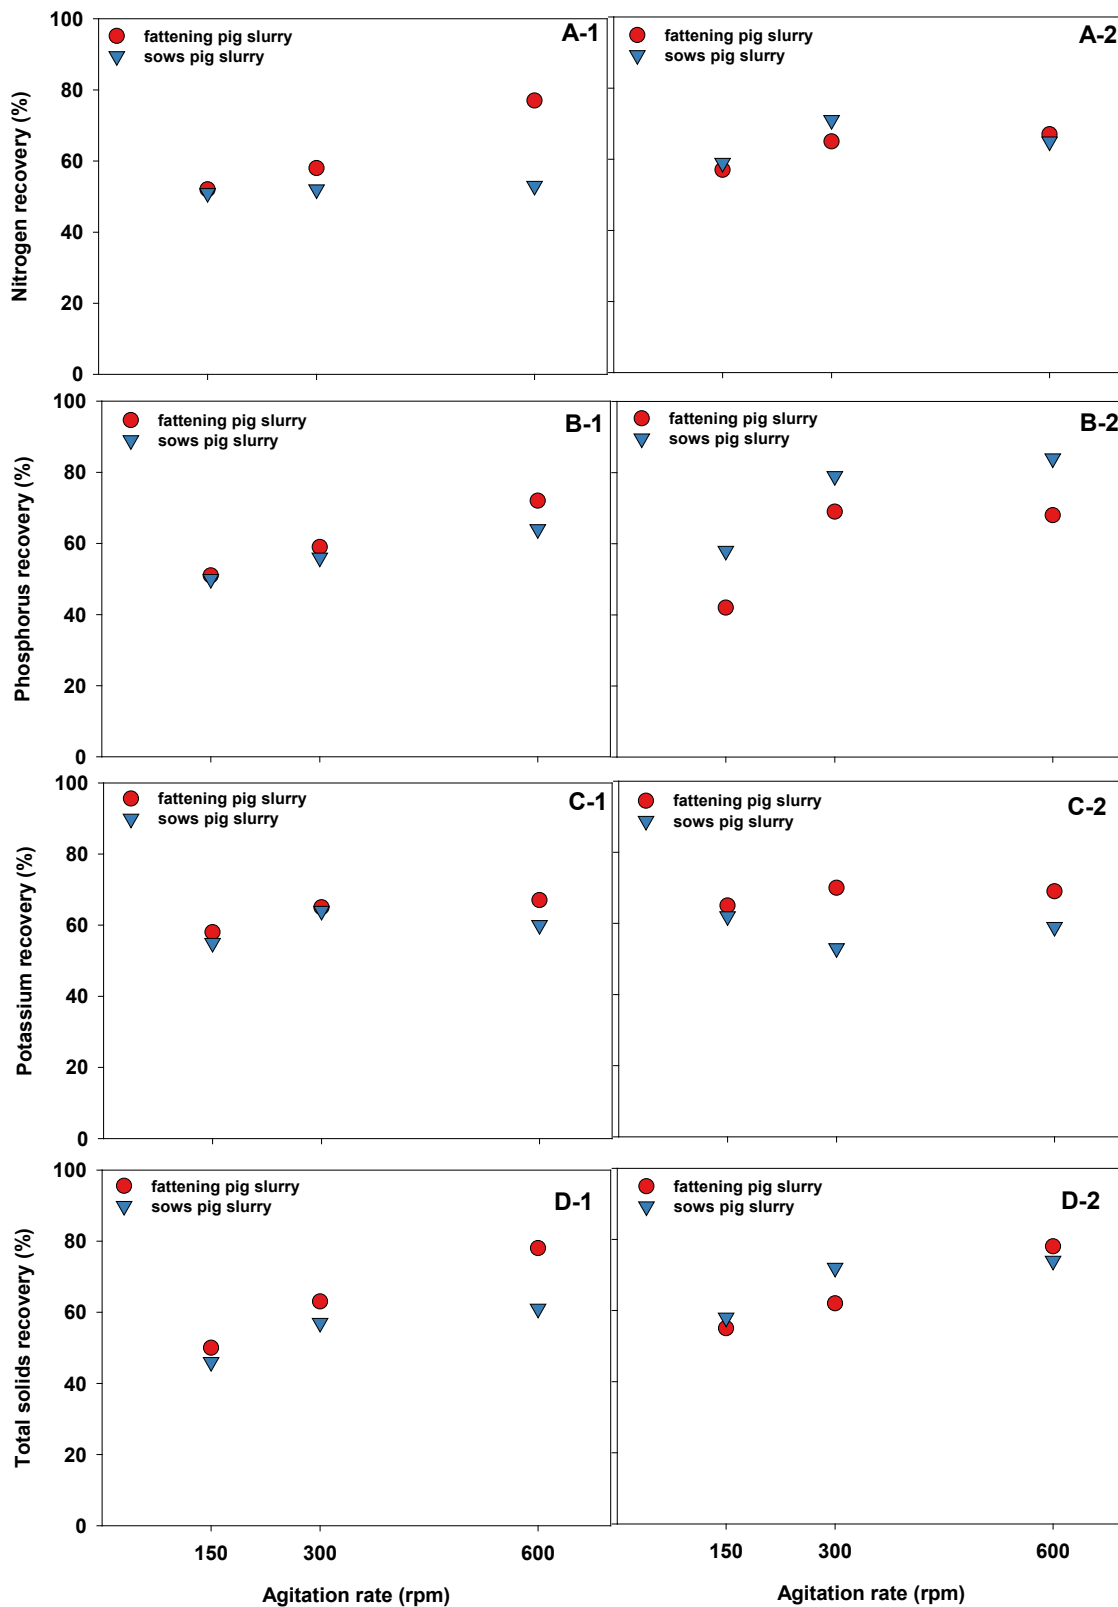 A-1
fattening pig slurry
sows pig slurry
Nitrogen recovery (%)
100
80
60
40
20
0
A-2
fattening pig slurry
sows pig slurry
B-1
fattening pig slurry
sows pig slurry
Phosphorus recovery (%)
100
80
60
40
20
0
B-2
fattening pig slurry
sows pig slurry
C-1
fattening pig slurry
sows pig slurry
Potassium recovery (%)
100
80
60
40
20
0
C-2
fattening pig slurry
sows pig slurry
D-1
fattening pig slurry
sows pig slurry
Total solids recovery (%)
100
80
60
40
20
0
150 300 600
Agitation rate (rpm)
D-2
fattening pig slurry
sows pig slurry
150 300 600
Agitation rate (rpm)